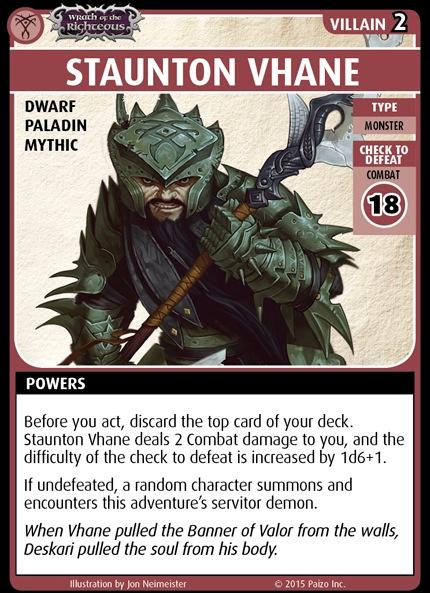 Wrath of the
Righteous
VILLAIN 2
STAUNTON VHANE
DWARF
PALADIN
MYTHIC
TYPE
MONSTER
CHECK TO
DEFEAT
COMBAT
18
POWERS
Before you act, discard the top card of your deck.
Staunton Vhane deals 2 Combat damage to you, and the
difficulty of the check to defeat is increased by 1d6+1.
If undefeated, a random character summons and
encounters this adventure's servitor demon.
When Vhane pulled the Banner of Valor from the walls,
Deskari pulled the soul from his body.
Illustration by Jon Neimeister
© 2015 Paizo Inc.